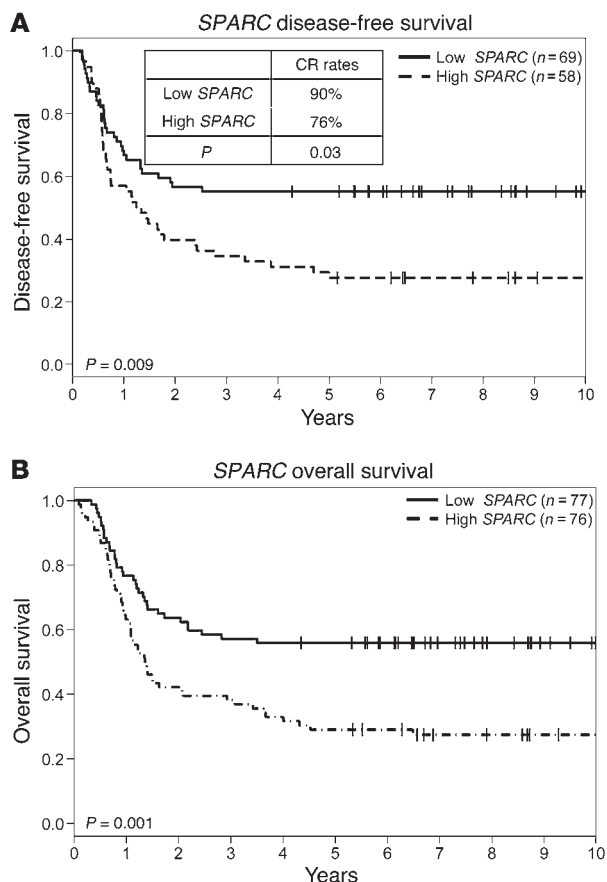 A
SPARC disease-free survival
Low SPARC (n = 69)
High SPARC (n = 58)
CR rates
Low SPARC 90%
High SPARC 76%
P 0.03
Disease-free survival
1.0
0.8
0.6
0.4
0.2
0.0
P = 0.009
0 1 2 3 4 5 6 7 8 9 10
Years
B
SPARC overall survival
Low SPARC (n = 77)
High SPARC (n = 76)
Overall survival
1.0
0.8
0.6
0.4
0.2
0.0
P = 0.001
0 1 2 3 4 5 6 7 8 9 10
Years